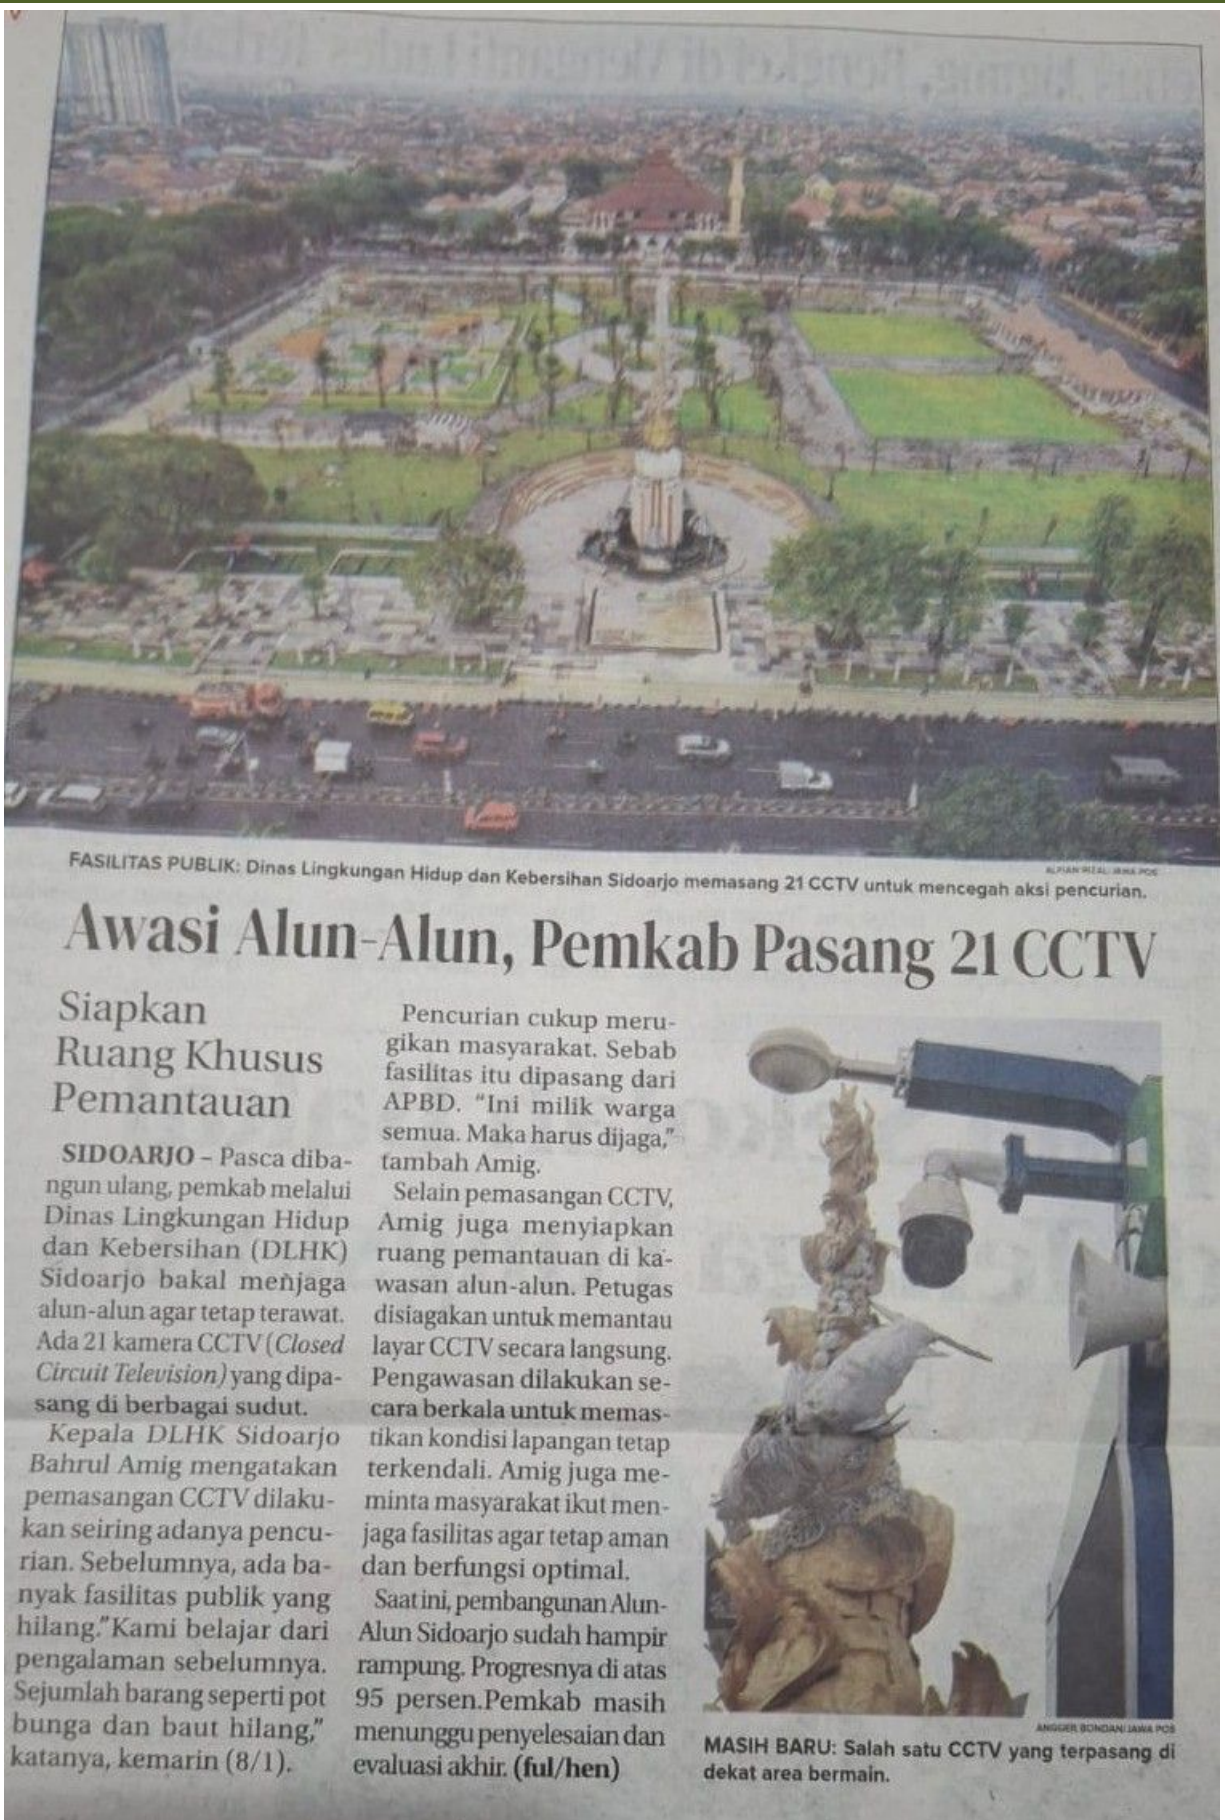 ALFIAN RIZAL/JAWA POS
FASILITAS PUBLIK: Dinas Lingkungan Hidup dan Kebersihan Sidoarjo memasang 21 CCTV untuk mencegah aksi pencurian.
Awasi Alun-Alun, Pemkab Pasang 21 CCTV
Siapkan
Ruang Khusus
Pemantauan
SIDOARJO – Pasca diba-
ngun ulang, pemkab melalui
Dinas Lingkungan Hidup
dan Kebersihan (DLHK)
Sidoarjo bakal menjaga
alun-alun agar tetap terawat.
Ada 21 kamera CCTV (Closed
Circuit Television) yang dipa-
sang di berbagai sudut.
Kepala DLHK Sidoarjo
Bahrul Amig mengatakan
pemasangan CCTV dilaku-
kan seiring adanya pencu-
rian. Sebelumnya, ada ba-
nyak fasilitas publik yang
hilang."Kami belajar dari
pengalaman sebelumnya.
Sejumlah barang seperti pot
bunga dan baut hilang,"
katanya, kemarin (8/1).
Pencurian cukup meru-
gikan masyarakat. Sebab
fasilitas itu dipasang dari
APBD. "Ini milik warga
semua. Maka harus dijaga,"
tambah Amig.
Selain pemasangan CCTV,
Amig juga menyiapkan
ruang pemantauan di ka-
wasan alun-alun. Petugas
disiagakan untuk memantau
layar CCTV secara langsung.
Pengawasan dilakukan se-
cara berkala untuk memas-
tikan kondisi lapangan tetap
terkendali. Amig juga me-
minta masyarakat ikut men-
jaga fasilitas agar tetap aman
dan berfungsi optimal.
Saat ini, pembangunan Alun-
Alun Sidoarjo sudah hampir
rampung. Progresnya di atas
95 persen.Pemkab masih
menunggu penyelesaian dan
evaluasi akhir. (ful/hen)
ANGGER BONDAN/JAWA POS
MASIH BARU: Salah satu CCTV yang terpasang di
dekat area bermain.